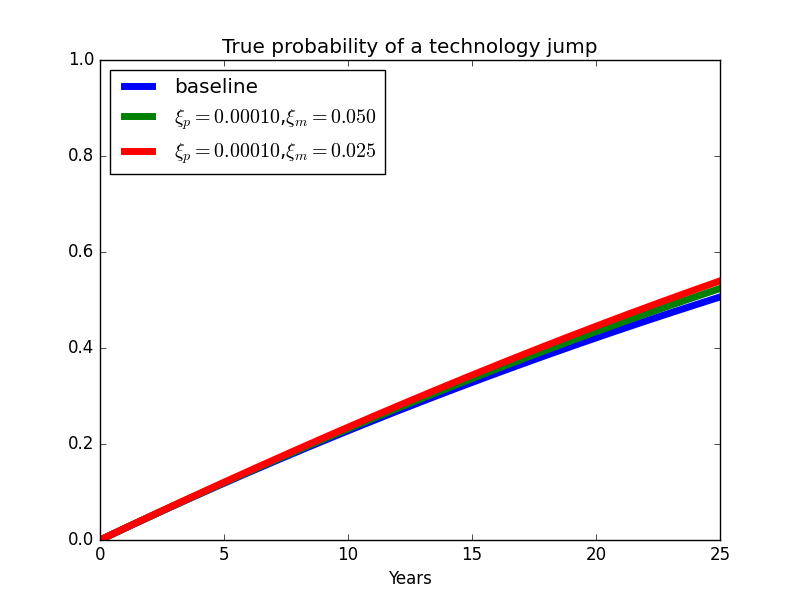 True probability of a technology jump
baseline
ξₚ = 0.00010,ξₘ = 0.050
ξₚ = 0.00010,ξₘ = 0.025
1.0
0.8
0.6
0.4
0.2
0.0
0 5 10 15 20 25
Years